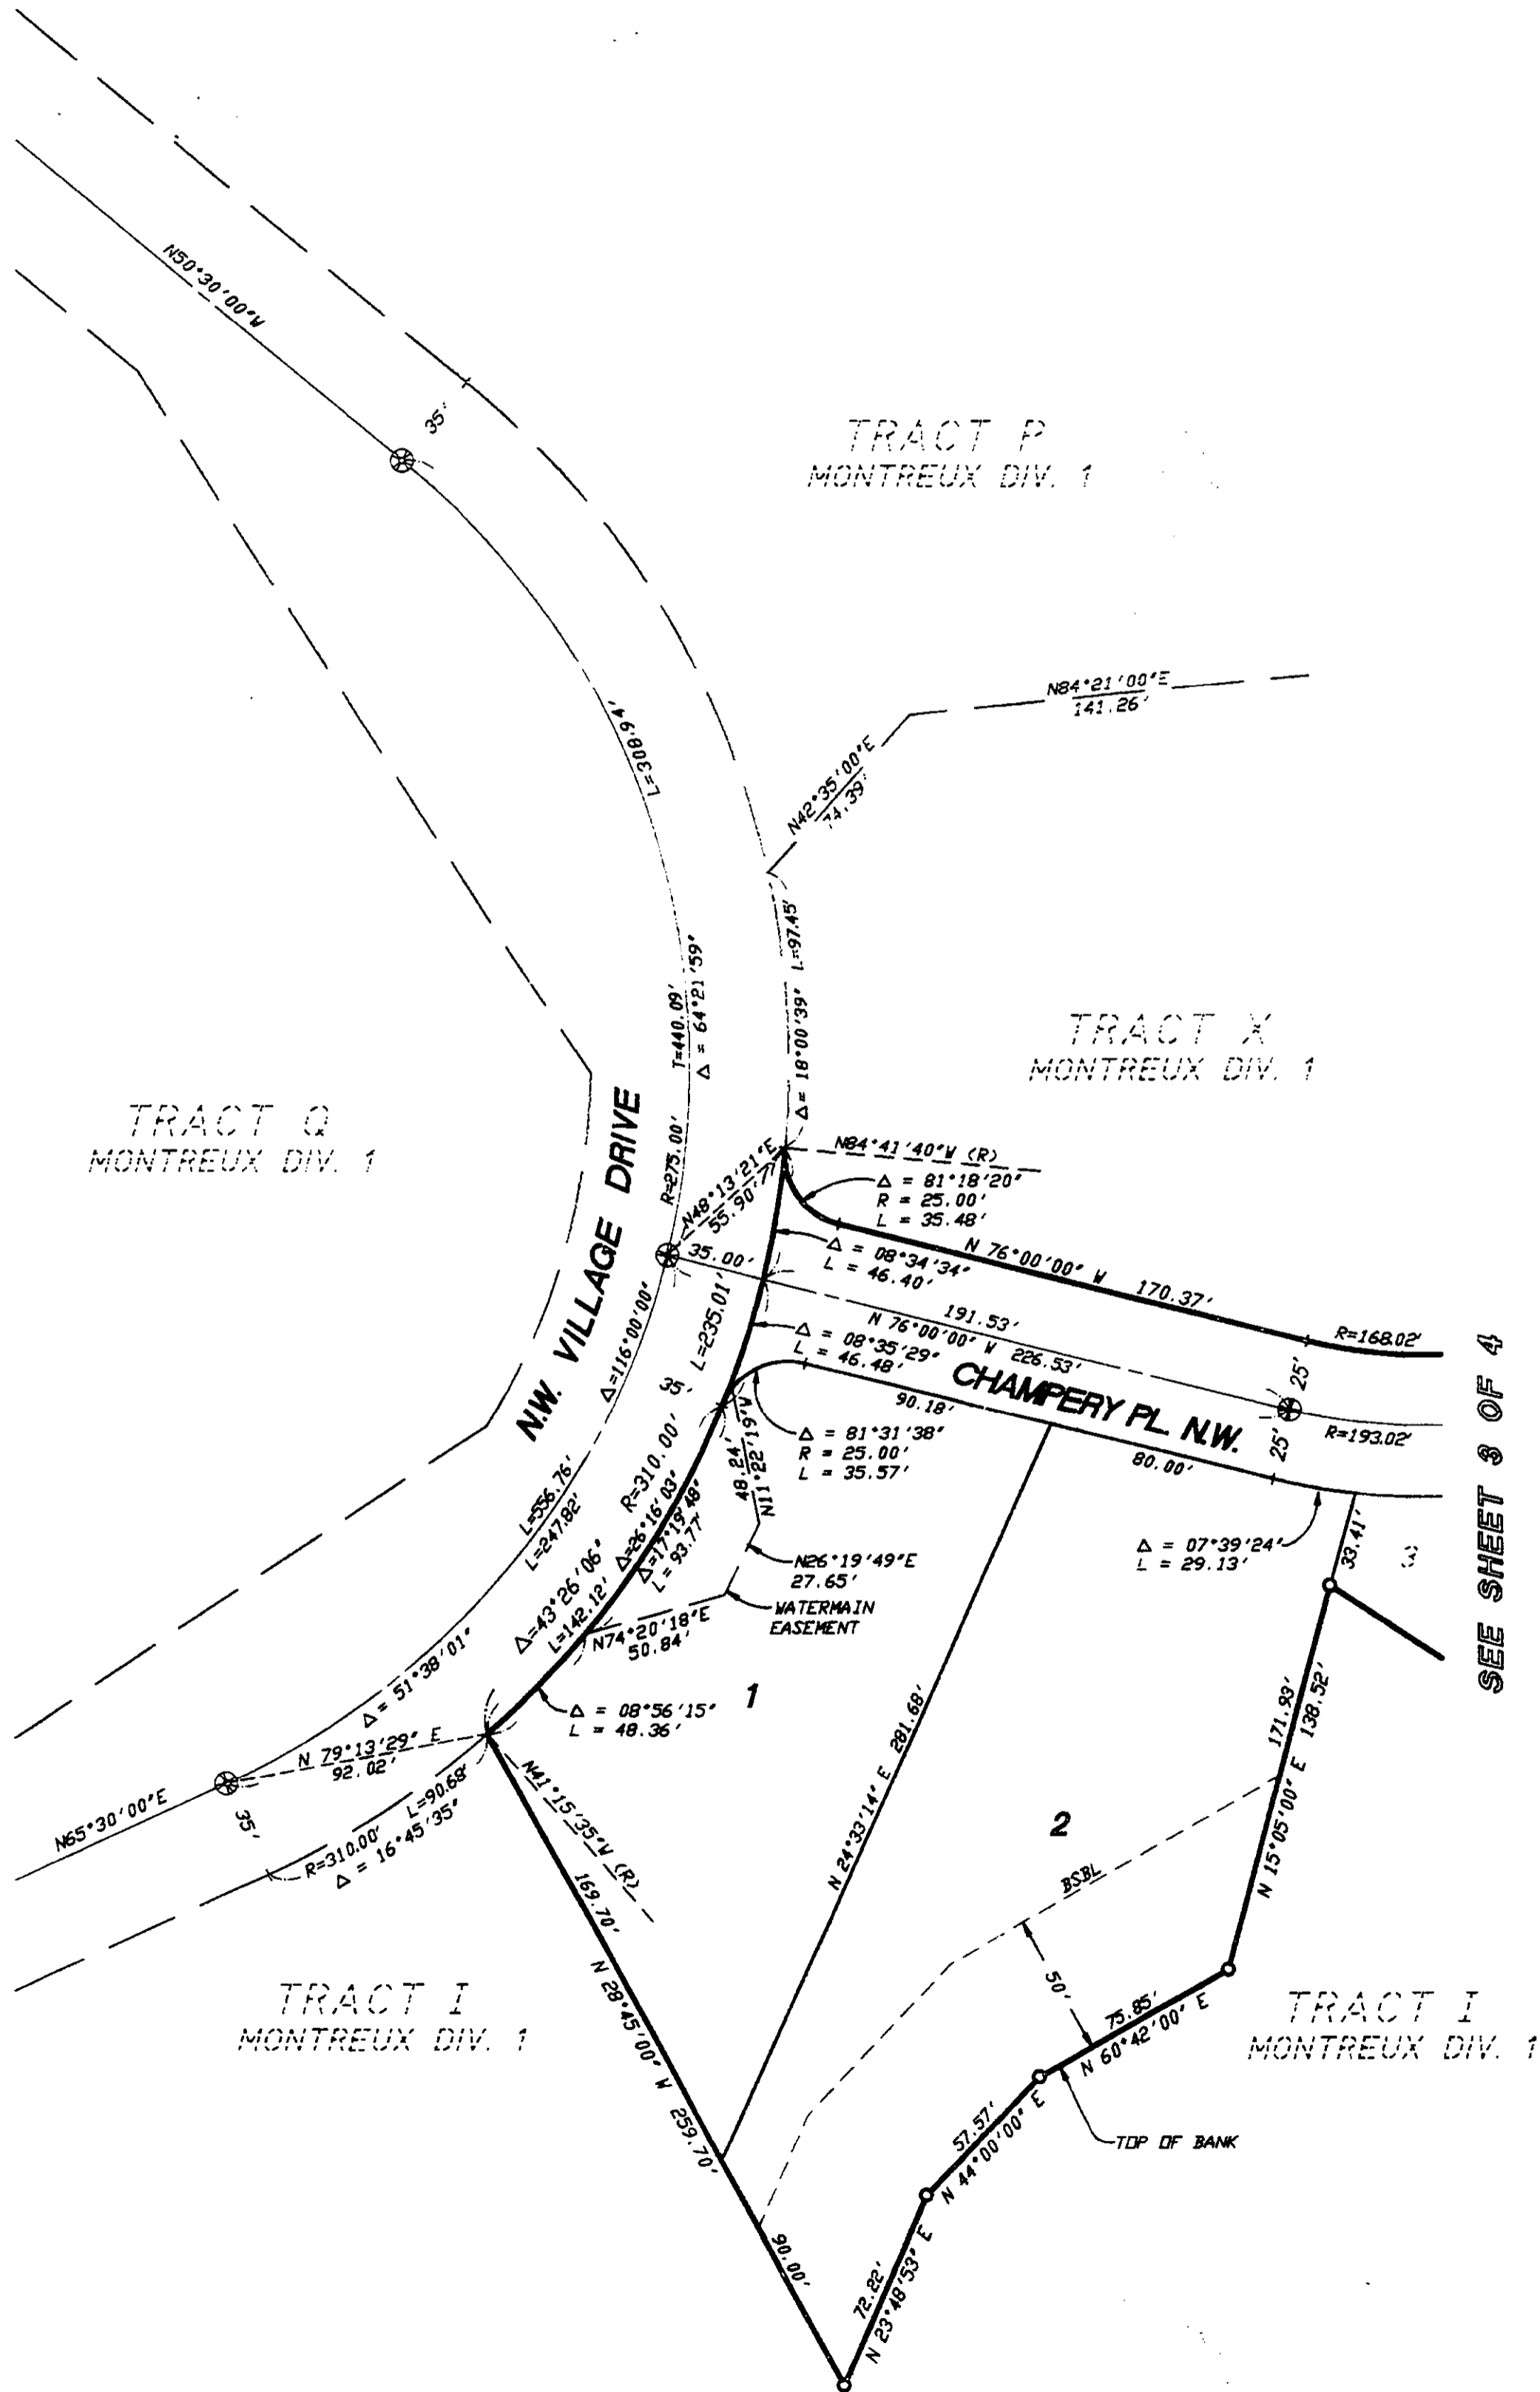 N50°30'00"W
35'
TRACT P
MONTREUX DIV. 1
L=308.94'
N84°21'00"E
141.26'
N42°35'00"E
74.39'
Δ= 18°00'39" L=97.45'
T=440.09'
Δ = 64°21'59"
R=275.00'
TRACT X
MONTREUX DIV. 1
TRACT Q
MONTREUX DIV. 1
N.W. VILLAGE DRIVE
N84°41'40"W (R)
N48°13'21"E
55.90'
Δ = 81°18'20"
R = 25.00'
L = 35.48'
35.00'
Δ = 08°34'34"
L = 46.40'
N 76°00'00" W 170.37'
191.53'
N 76°00'00" W 226.53'
R=168.02'
25'
25'
R=193.02'
Δ=116°00'00"
L=235.01'
Δ = 08°35'29"
L = 46.48'
35'
CHAMPERY PL. N.W.
90.18'
80.00'
Δ = 81°31'38"
R = 25.00'
L = 35.57'
48.24'
N11°22'19"W
R=310.00'
Δ=26°16'03"
Δ=17°19'48"
L= 93.77'
L=556.76'
L=247.82'
Δ=43°26'06"
L=142.12'
N26°19'49"E
27.65'
WATERMAIN
EASEMENT
N74°20'18"E
50.84'
Δ = 07°39'24"
L = 29.13'
33.41'
3
SEE SHEET 3 OF 4
Δ = 51°38'01"
Δ = 08°56'15"
L = 48.36'
1
N 79°13'29" E
92.02'
N65°30'00"E
35'
L=90.68'
R=310.00'
Δ = 16°45'35"
N41°15'35"W (R)
169.70'
N 28°45'00" W 259.70'
N 24°33'14" E 281.68'
171.93'
N 15°05'00" E 138.52'
2
BSBL
50'
TRACT I
MONTREUX DIV. 1
75.85'
N 60°42'00" E
TRACT I
MONTREUX DIV. 1
57.57'
N 44°00'00" E
TOP OF BANK
90.00'
72.22'
N 23°48'53" E